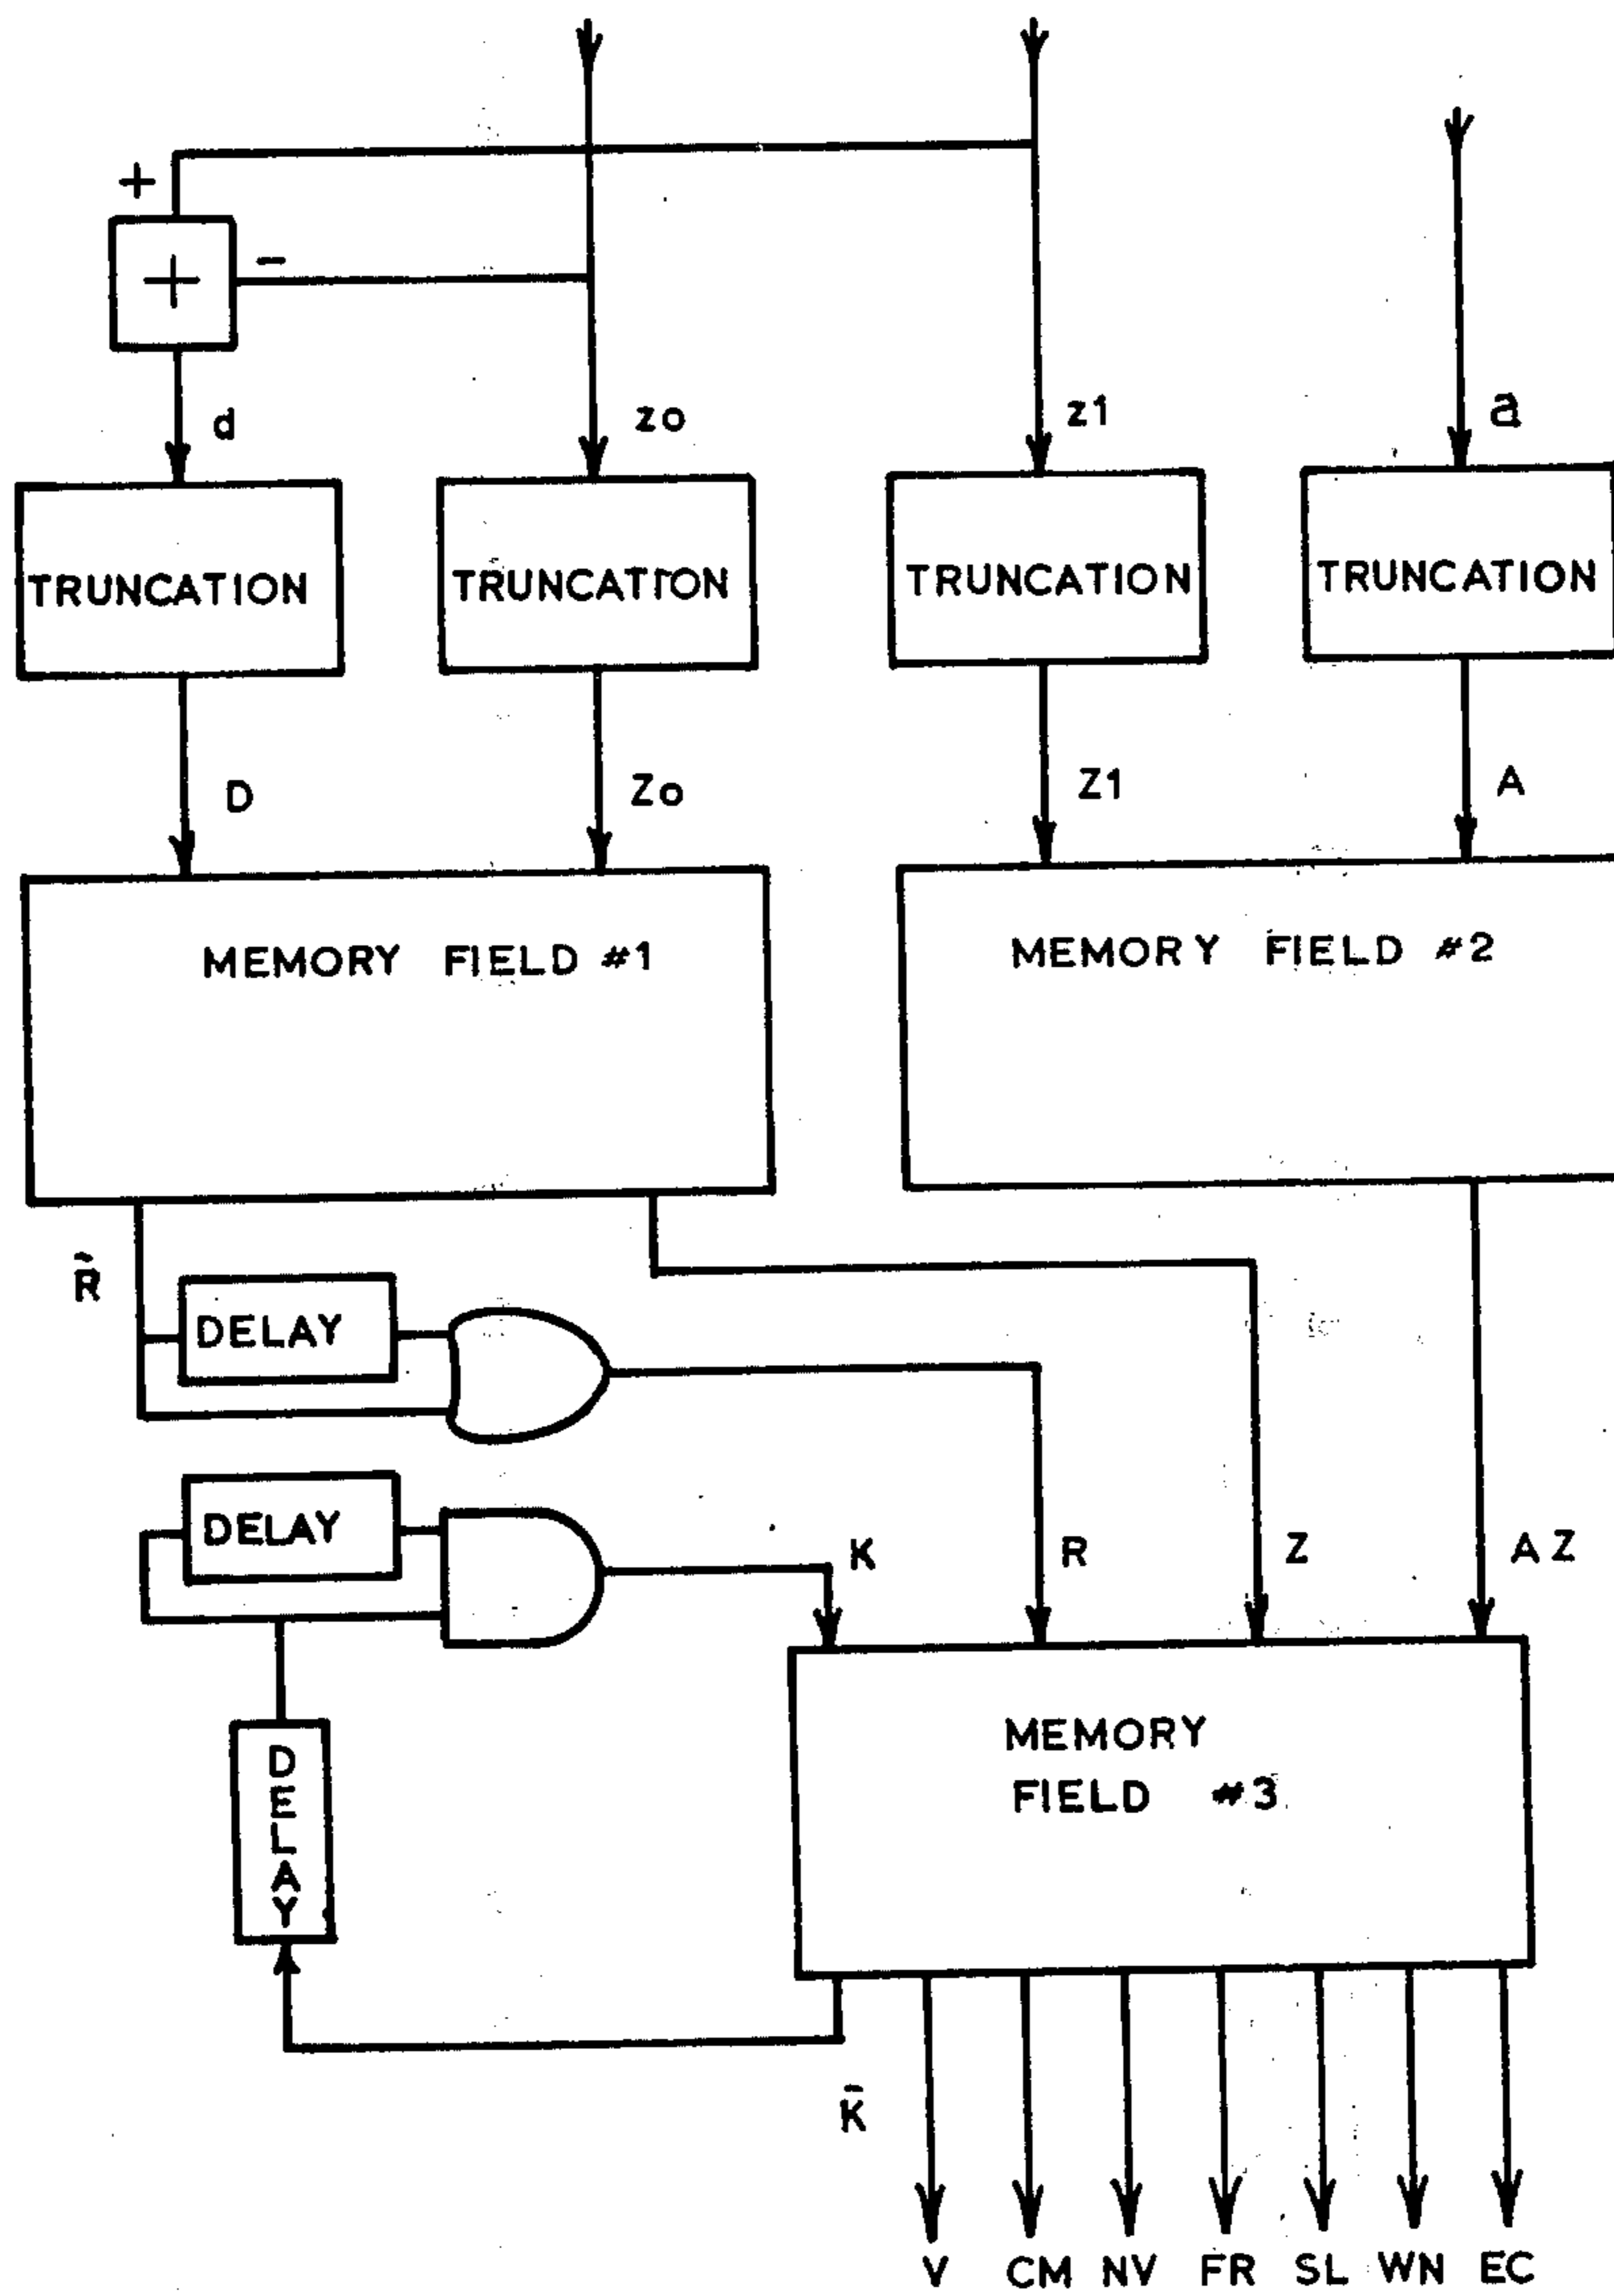 +
+
-
d
zo
z1
a
TRUNCATION
TRUNCATION
TRUNCATION
TRUNCATION
D
Zo
Z1
A
MEMORY FIELD #1
MEMORY FIELD #2
R̄
DELAY
DELAY
K
R
Z
AZ
MEMORY
FIELD #3
DELAY
K̄
V CM NV FR SL WN EC